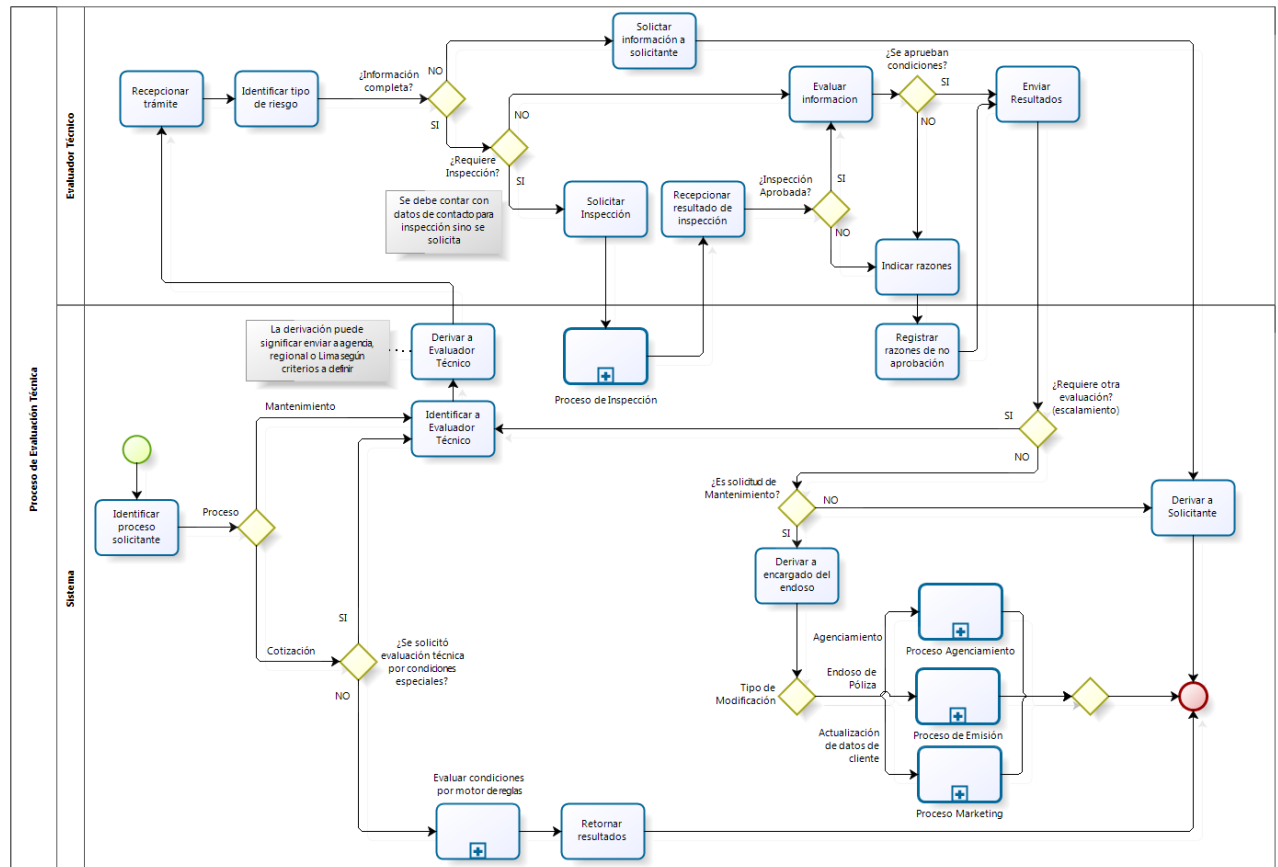 Proceso de Evaluación Técnica
Evaluador Técnico
Sistema
Solictar
información a
solicitante
¿Se aprueban
condiciones?
¿Información
completa?
NO
SI
Recepcionar
trámite
Identificar tipo
de riesgo
Evaluar
informacion
Enviar
Resultados
SI
NO
NO
¿Requiere
Inspección?
SI
Se debe contar con
datos de contacto para
inspección sino se
solicita
Solicitar
Inspección
Recepcionar
resultado de
inspección
¿Inspección
Aprobada?
SI
NO
Indicar razones
La derivación puede
significar enviar a agencia,
regional o Lima según
criterios a definir
Derivar a
Evaluador
Técnico
Proceso de Inspección
Registrar
razones de no
aprobación
¿Requiere otra
evaluación?
(escalamiento)
Mantenimiento
Identificar a
Evaluador
Técnico
SI
NO
Identificar
proceso
solicitante
Proceso
¿Es solicitud de
Mantenimiento?
NO
SI
Derivar a
Solicitante
Derivar a
encargado del
endoso
SI
Cotización
¿Se solicitó
evaluación técnica
por condiciones
especiales?
NO
Agenciamiento
Proceso Agenciamiento
Tipo de
Modificación
Endoso de
Póliza
Proceso de Emisión
Actualización
de datos de
cliente
Proceso Marketing
Evaluar condiciones
por motor de reglas
Retornar
resultados